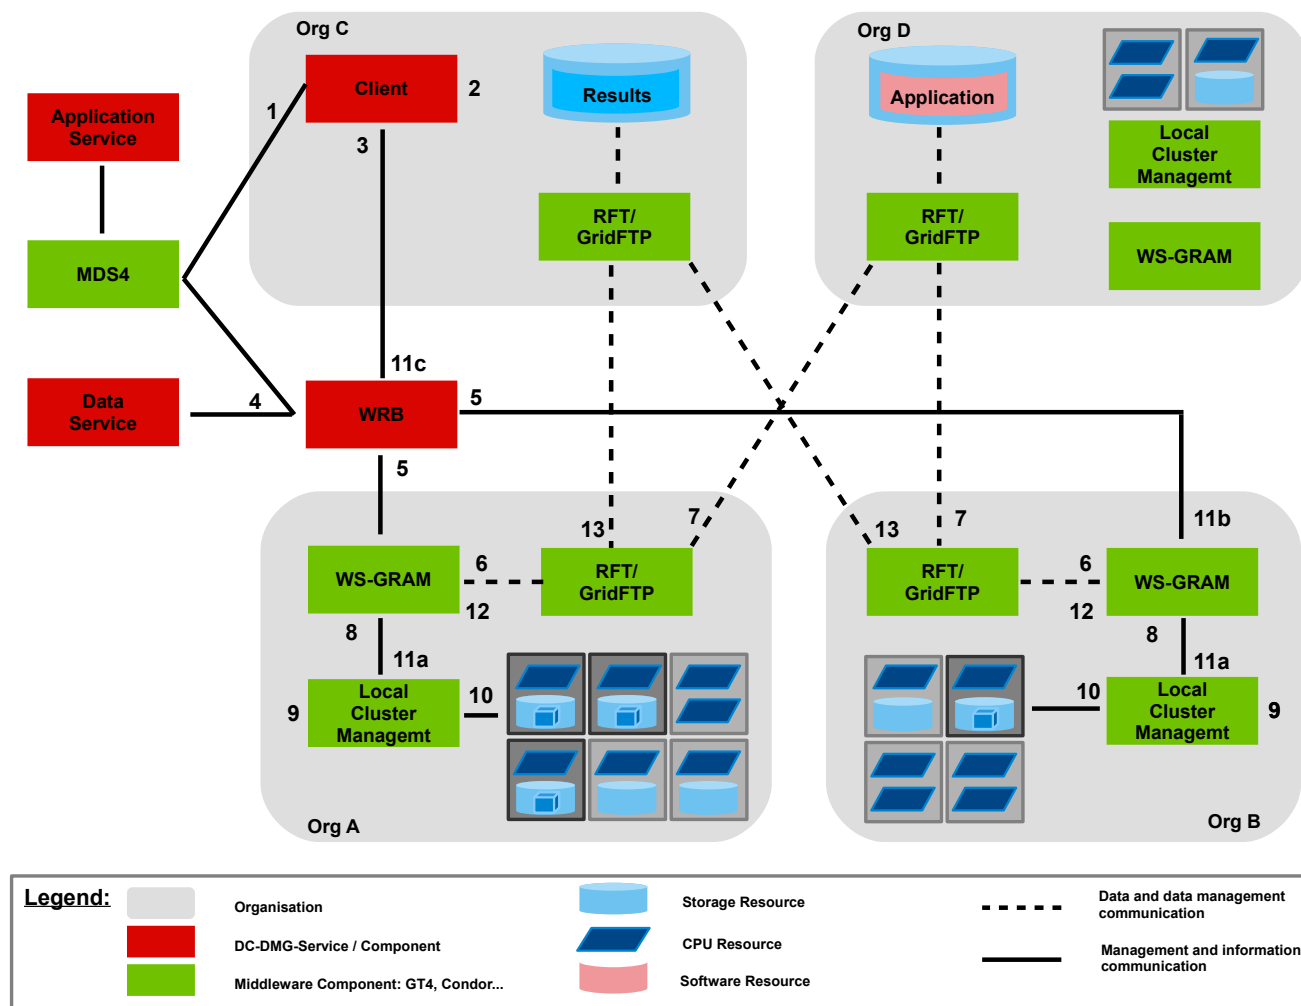 Org C
Org D
Client
2
Results
Application
Application
Service
1
3
Local
Cluster
Managemt
RFT/
GridFTP
RFT/
GridFTP
MDS4
WS-GRAM
11c
Data
Service
4
WRB
5
5
13
7
13
7
11b
WS-GRAM
6
12
RFT/
GridFTP
RFT/
GridFTP
6
12
WS-GRAM
8
11a
8
11a
9
Local
Cluster
Managemt
10
10
Local
Cluster
Managemt
9
Org A
Org B
Legend:
Organisation
DC-DMG-Service / Component
Middleware Component: GT4, Condor...
Storage Resource
CPU Resource
Software Resource
Data and data management
communication
Management and information
communication